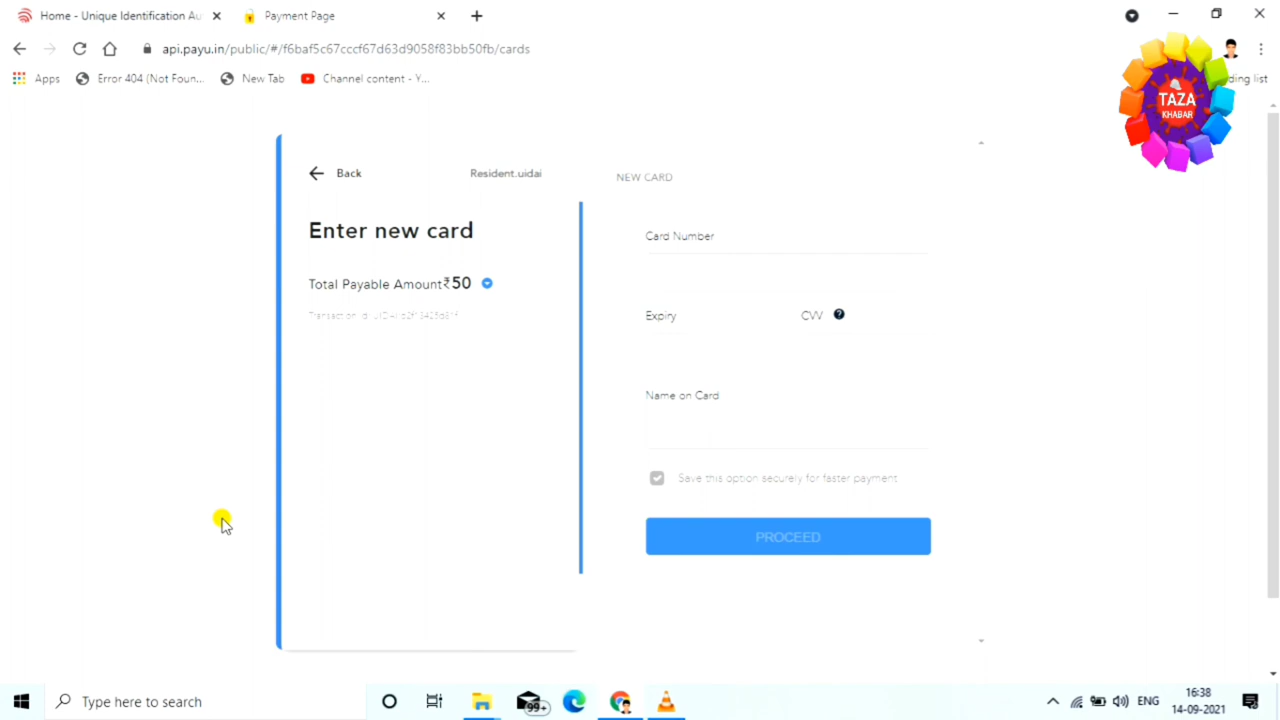 Home - Unique Identification Au
Payment Page
api.payu.in/public/#/f6baf5c67cccf67d63d9058f83bb50fb/cards
Apps
Error 404 (Not Foun...
New Tab
Channel content - Y...
ding list
TAZA
KHABAR
Back
Resident.uidai
NEW CARD
Enter new card
Card Number
Total Payable Amount₹50
Transaction Id:
Expiry
CVV
Name on Card
Save this option securely for faster payment
PROCEED
Type here to search
99+
ENG
16:38
14-09-2021